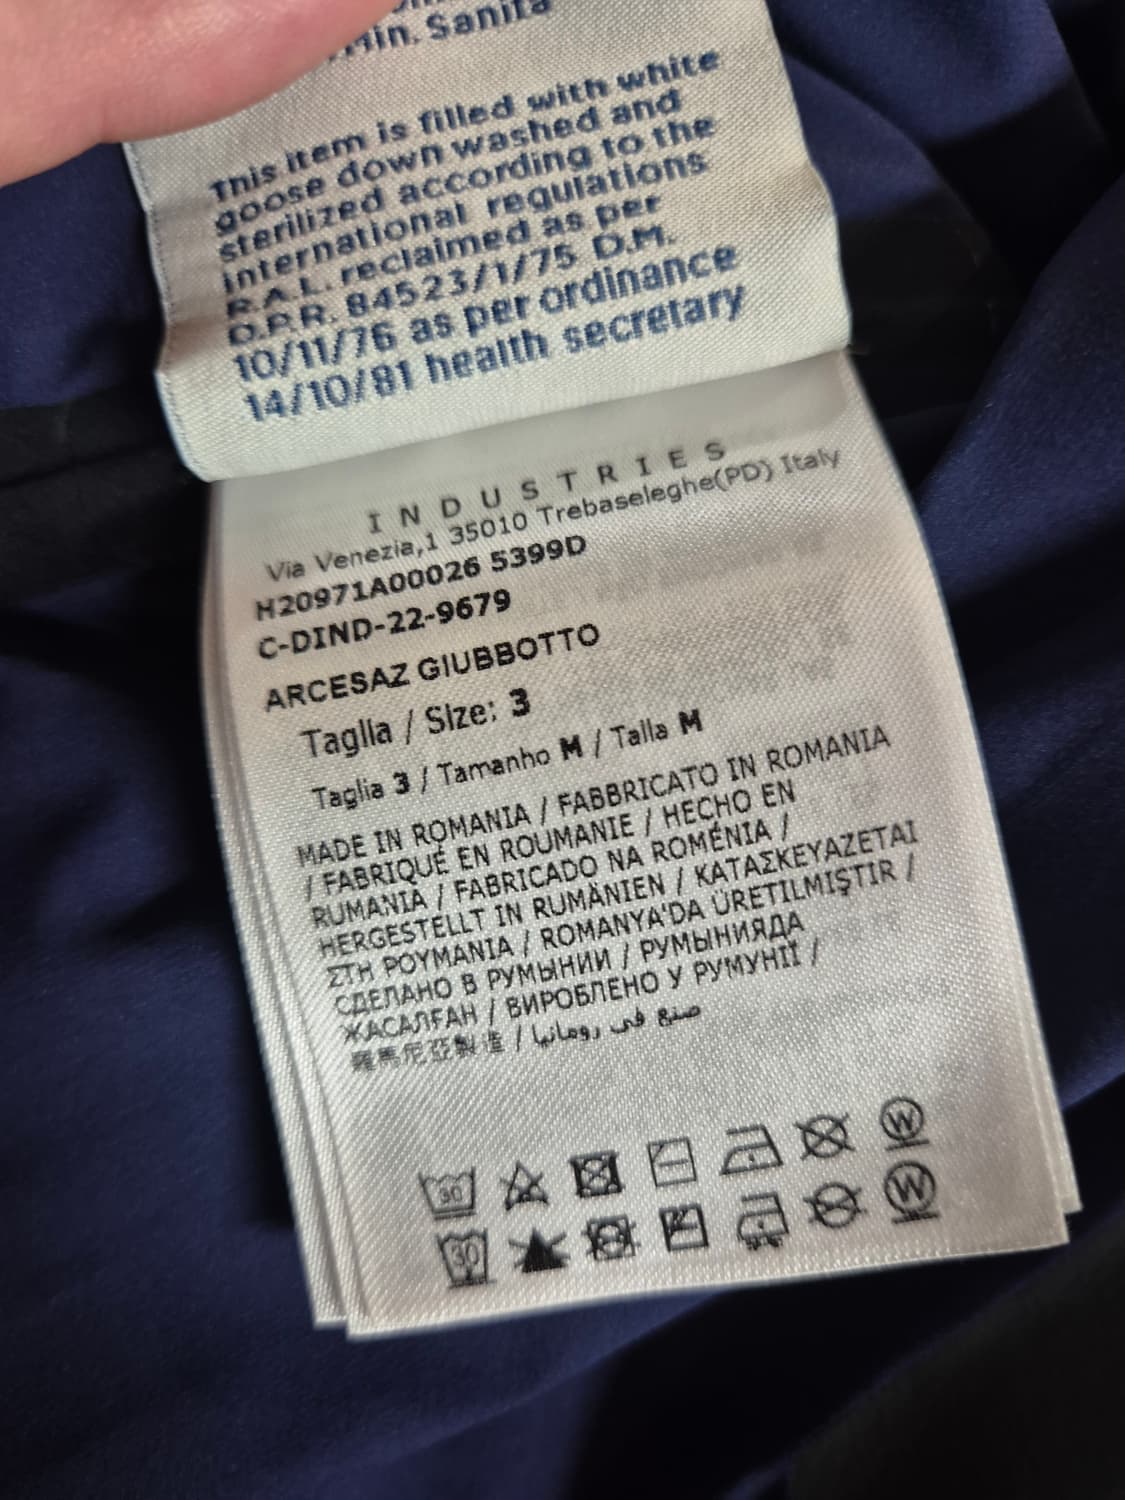 Min. Sanità
This item is filled with white
goose down washed and
sterilized according to the
international regulations
R.A.L. reclaimed as per
D.P.R. 84523/1/75 D.M.
10/11/76 as per ordinance
14/10/81 health secretary
INDUSTRIES
Via Venezia,1 35010 Trebaseleghe(PD) Italy
H20971A00026 5399D
C-DIND-22-9679
ARCESAZ GIUBBOTTO
Taglia / Size: 3
Taglia 3 / Tamanho M / Talla M
MADE IN ROMANIA / FABBRICATO IN ROMANIA
/ FABRIQUÉ EN ROUMANIE / HECHO EN
RUMANIA / FABRICADO NA ROMÉNIA /
HERGESTELLT IN RUMÄNIEN / ΚΑΤΑΣΚΕΥΑΖΕΤΑΙ
ΣΤΗ ΡΟΥΜΑΝΙΑ / ROMANYA'DA ÜRETILMIŞTIR /
СДЕЛАНО В РУМЫНИИ / РУМЫНИЯДА
ЖАСАЛҒАН / ВИРОБЛЕНО У РУМУНІЇ /
羅馬尼亞製造 / صنع في رومانيا
30 W
30 W